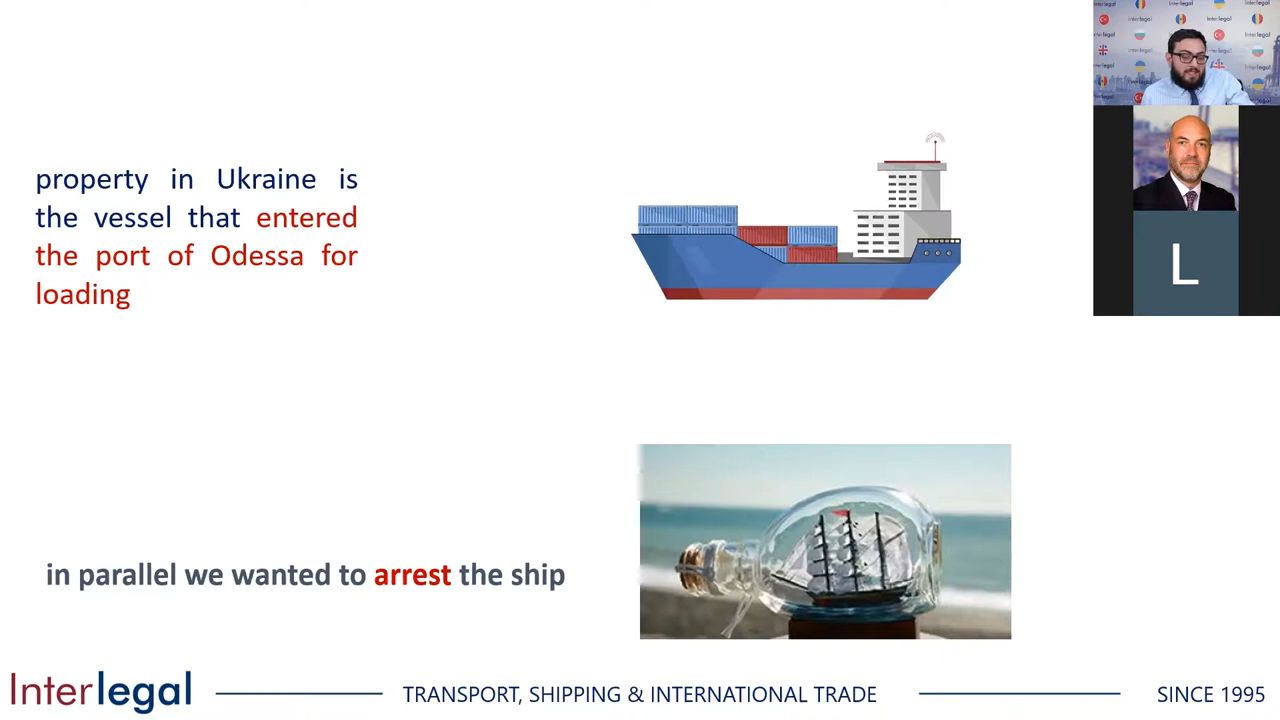 property in Ukraine is
the vessel that entered
the port of Odessa for
loading
in parallel we wanted to arrest the ship
L
Interlegal
TRANSPORT, SHIPPING & INTERNATIONAL TRADE
SINCE 1995